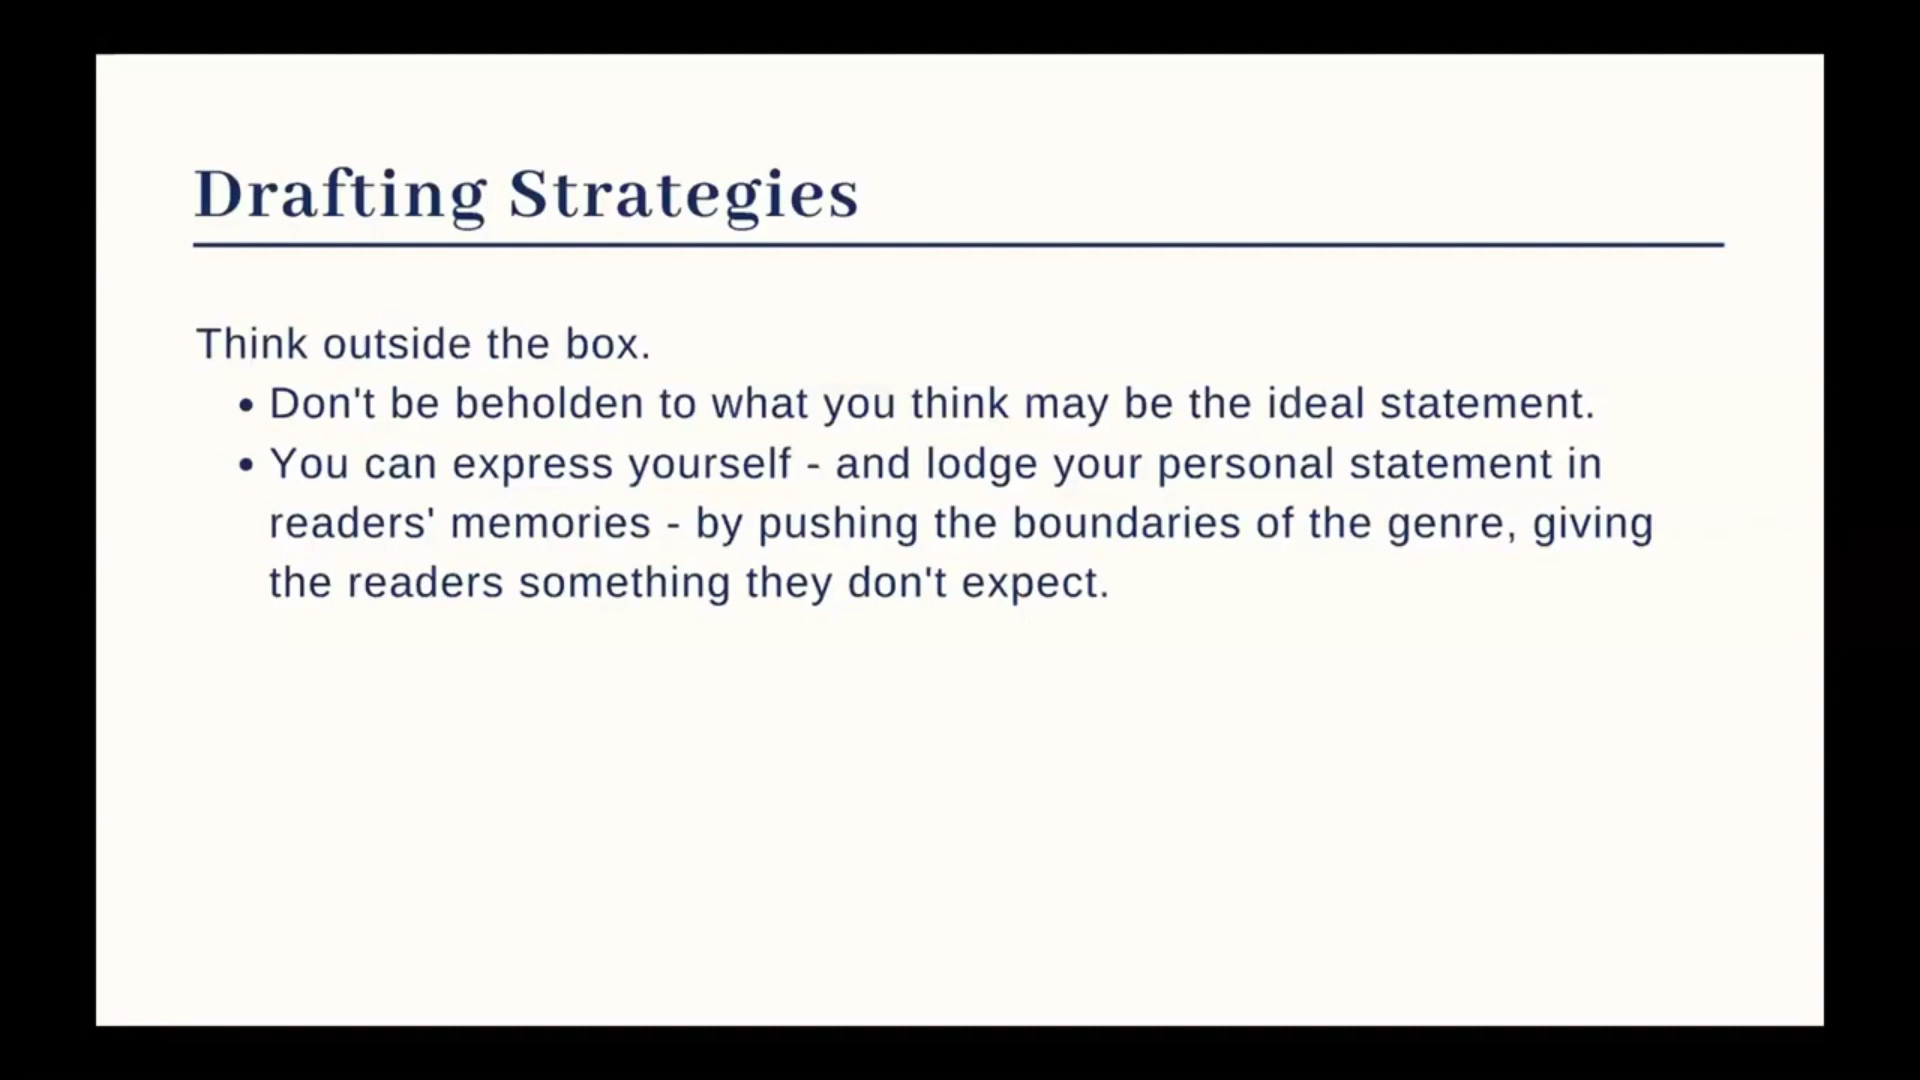 Drafting Strategies
Think outside the box.
• Don't be beholden to what you think may be the ideal statement.
• You can express yourself - and lodge your personal statement in
readers' memories - by pushing the boundaries of the genre, giving
the readers something they don't expect.